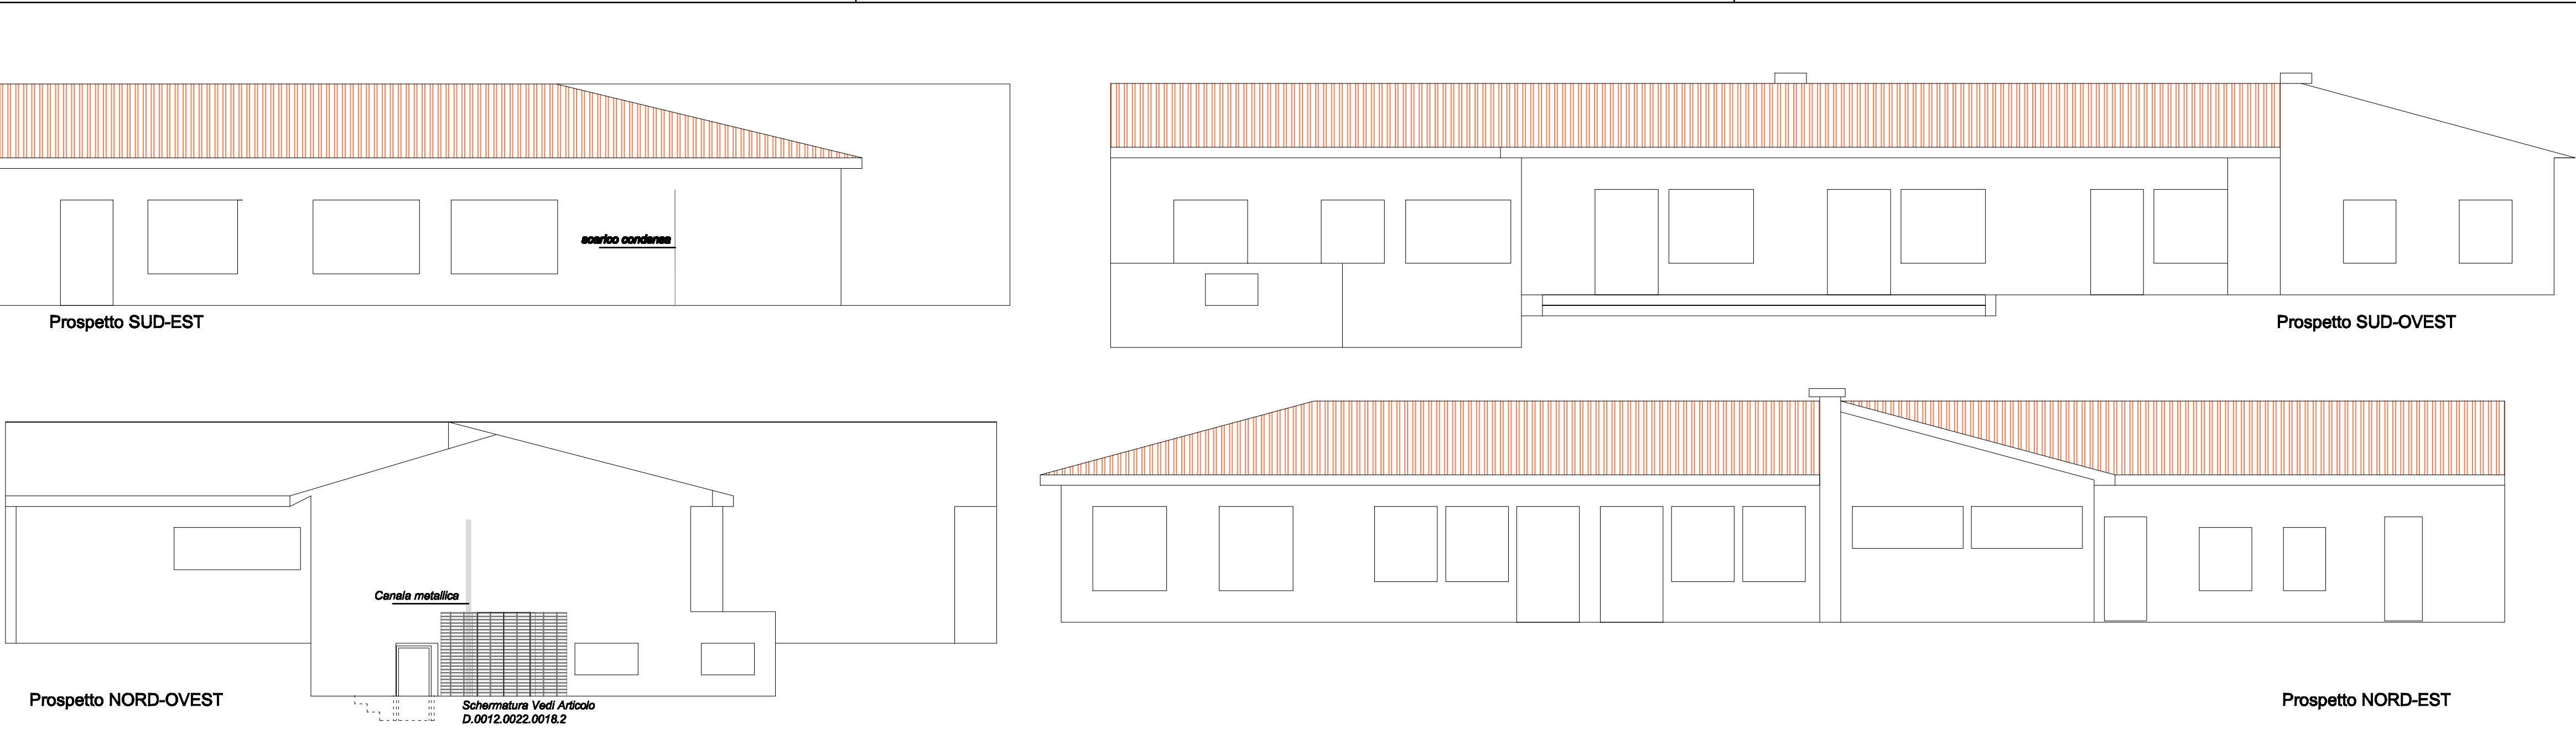 scarico condensa
Prospetto SUD-EST
Prospetto SUD-OVEST
Canala metallica
Prospetto NORD-OVEST
Schermatura Vedi Articolo
D.0012.0022.0018.2
Prospetto NORD-EST